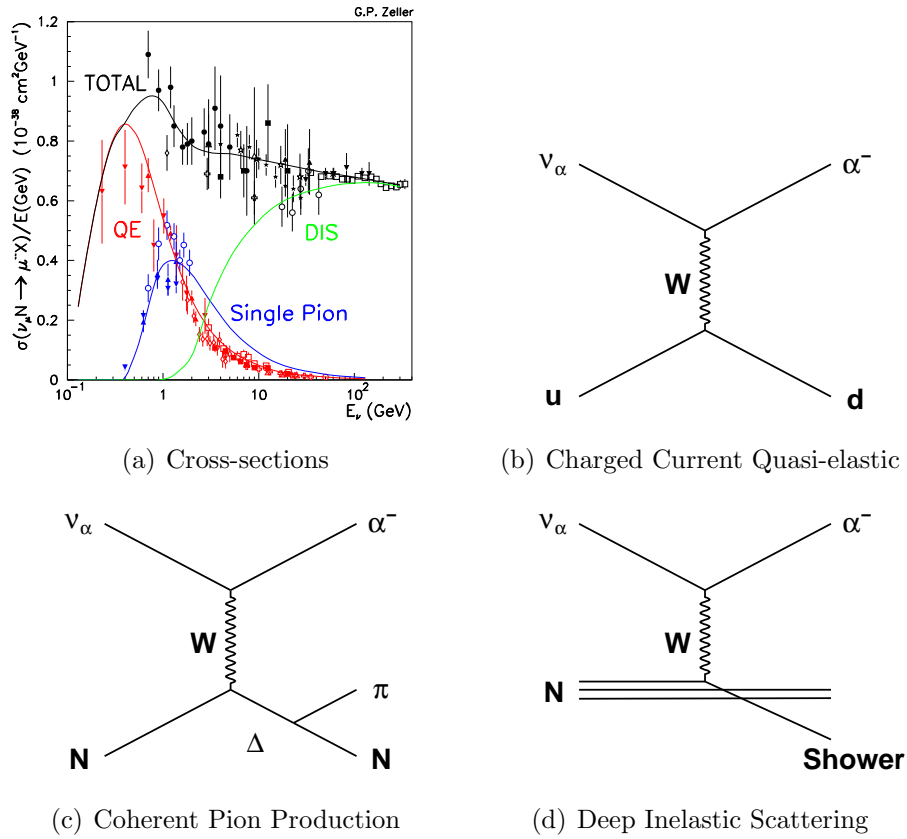 G.P. Zeller
σ(ν_μN → μ⁻X)/E(GeV) (10⁻³⁸ cm²GeV⁻¹)
1.2
1
0.8
0.6
0.4
0.2
0
TOTAL
QE
DIS
Single Pion
10⁻¹ 1 10 10²
E_ν (GeV)
(a) Cross-sections
ν_α α⁻
W
u d
(b) Charged Current Quasi-elastic
ν_α α⁻
W
π
N Δ N
(c) Coherent Pion Production
ν_α α⁻
W
N
Shower
(d) Deep Inelastic Scattering